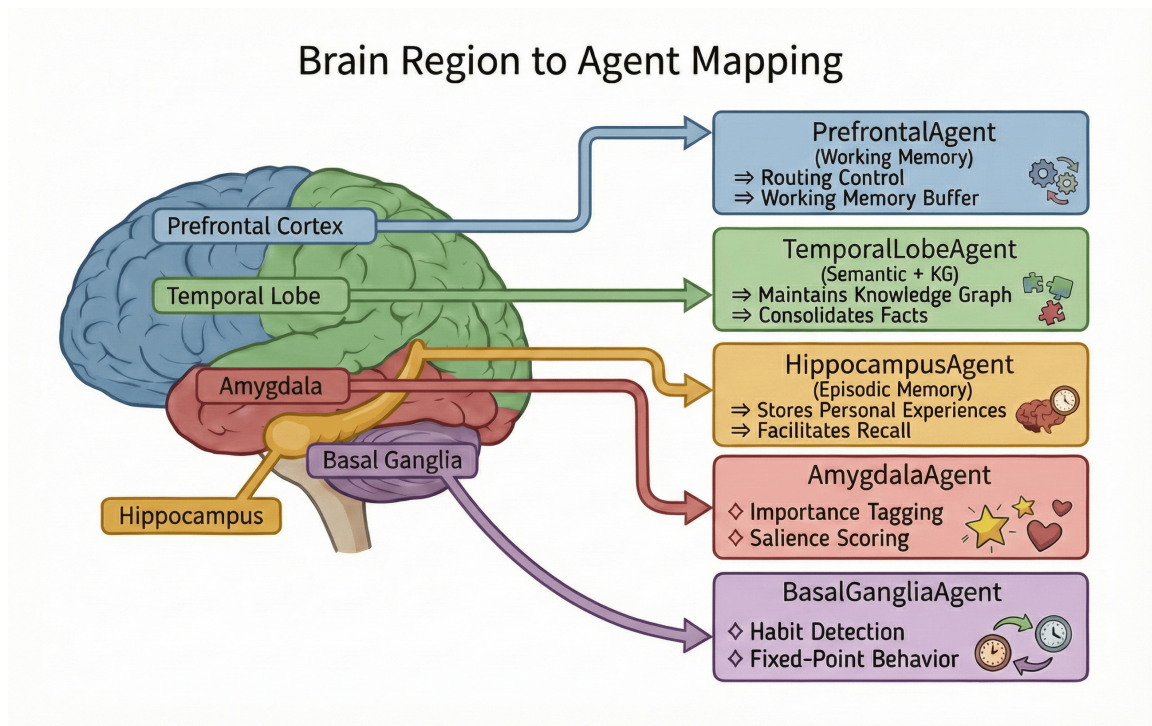 Brain Region to Agent Mapping
Prefrontal Cortex
Temporal Lobe
Amygdala
Basal Ganglia
Hippocampus
PrefrontalAgent
(Working Memory)
⇒ Routing Control
⇒ Working Memory Buffer
TemporalLobeAgent
(Semantic + KG)
⇒ Maintains Knowledge Graph
⇒ Consolidates Facts
HippocampusAgent
(Episodic Memory)
⇒ Stores Personal Experiences
⇒ Facilitates Recall
AmygdalaAgent
◇ Importance Tagging
◇ Salience Scoring
BasalGangliaAgent
◇ Habit Detection
◇ Fixed-Point Behavior